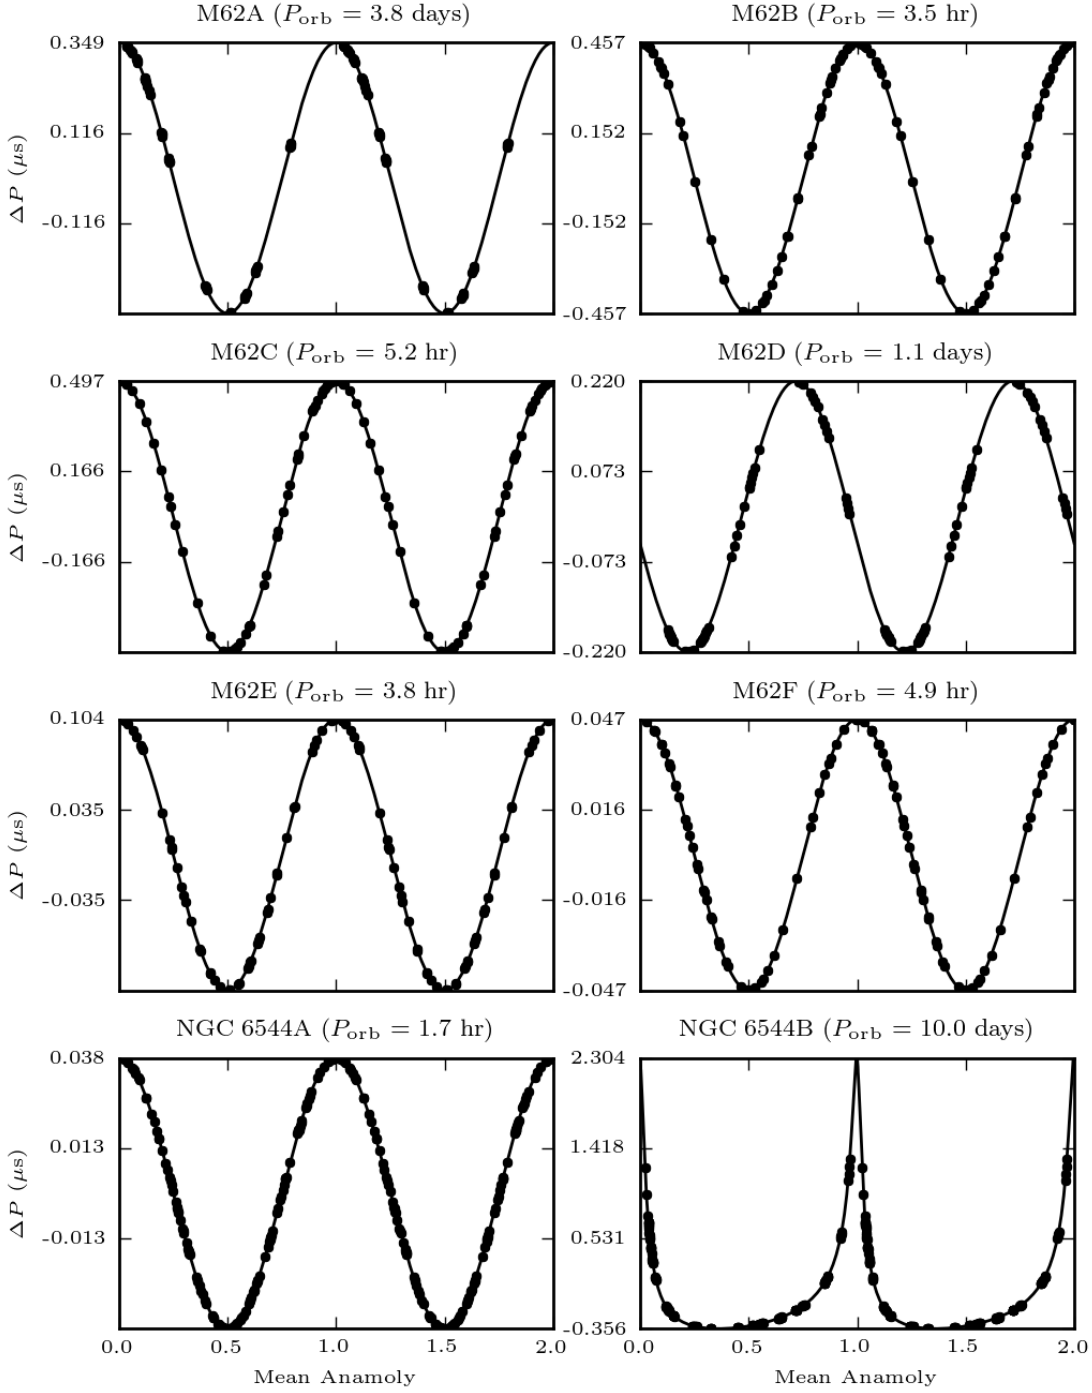 M62A (P_orb = 3.8 days)
M62B (P_orb = 3.5 hr)
0.349
0.116
-0.116
ΔP (μs)
0.457
0.152
-0.152
-0.457
M62C (P_orb = 5.2 hr)
M62D (P_orb = 1.1 days)
0.497
0.166
-0.166
ΔP (μs)
0.220
0.073
-0.073
-0.220
M62E (P_orb = 3.8 hr)
M62F (P_orb = 4.9 hr)
0.104
0.035
-0.035
ΔP (μs)
0.047
0.016
-0.016
-0.047
NGC 6544A (P_orb = 1.7 hr)
NGC 6544B (P_orb = 10.0 days)
0.038
0.013
-0.013
ΔP (μs)
2.304
1.418
0.531
-0.356
0.0 0.5 1.0 1.5 2.0
0.0 0.5 1.0 1.5 2.0
Mean Anamoly
Mean Anamoly